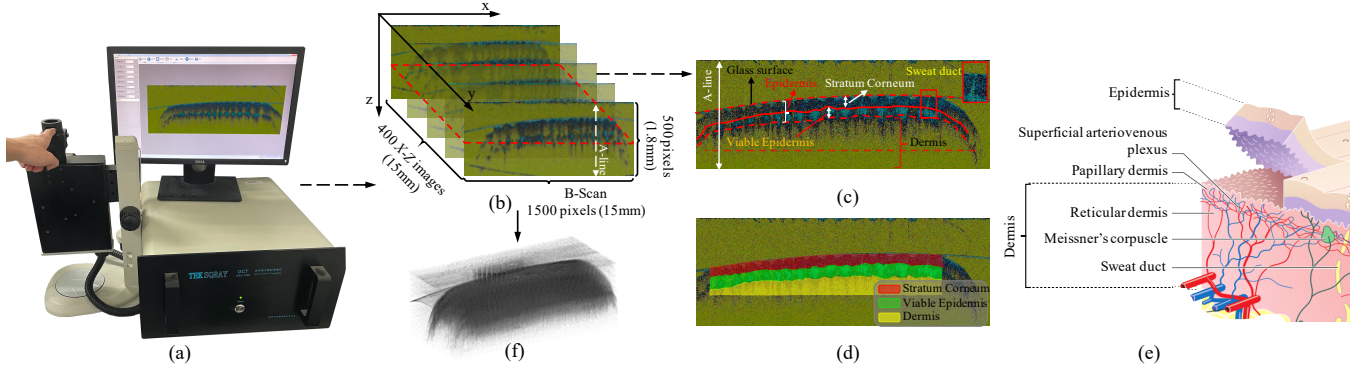 x
y
z
400 X-Z images
(15mm)
A-line
500pixels
(1.8mm)
B-Scan
1500 pixels (15mm)
DELL
TEKSQRAY
OCT
A-line
Glass surface
Epidermis
Stratum Corneum
Sweat duct
Viable Epidermis
Dermis
Stratum Corneum
Viable Epidermis
Dermis
Epidermis
Superficial arteriovenous
plexus
Papillary dermis
Reticular dermis
Meissner's corpuscle
Sweat duct
Dermis
(a)
(b)
(c)
(d)
(e)
(f)